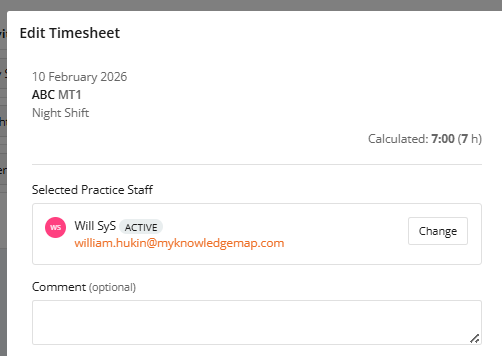 Edit Timesheet
10 February 2026
ABC MT1
Night Shift
Calculated: 7:00 (7 h)
Selected Practice Staff
WS
Will SyS ACTIVE
william.hukin@myknowledgemap.com
Change
Comment (optional)